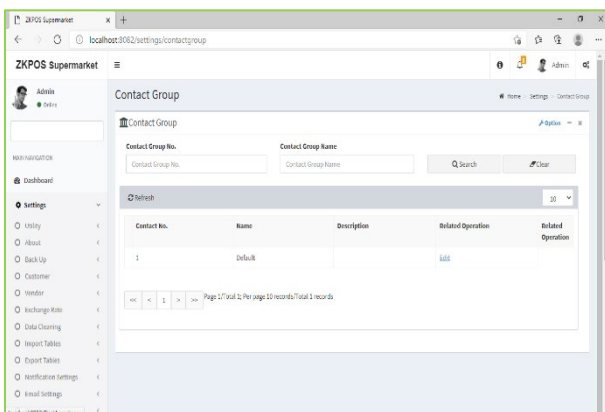 ZKPOS Supermarket
localhost:8082/settings/contactgroup
ZKPOS Supermarket
Admin
Admin
Online
Contact Group
Home > Settings > Contact Group
Contact Group
Option
Contact Group No.
Contact Group Name
Contact Group No.
Contact Group Name
Search
Clear
MAIN NAVIGATION
Dashboard
Settings
Refresh
10
Contact No.
Name
Description
Related Operation
Related Operation
1
Default
Edit
<< < 1 > >> Page 1/Total 1; Per page 10 records/Total 1 records
Utility
About
Back Up
Customer
Vendor
Exchange Rate
Data Cleaning
Import Tables
Export Tables
Notification Settings
Email Settings